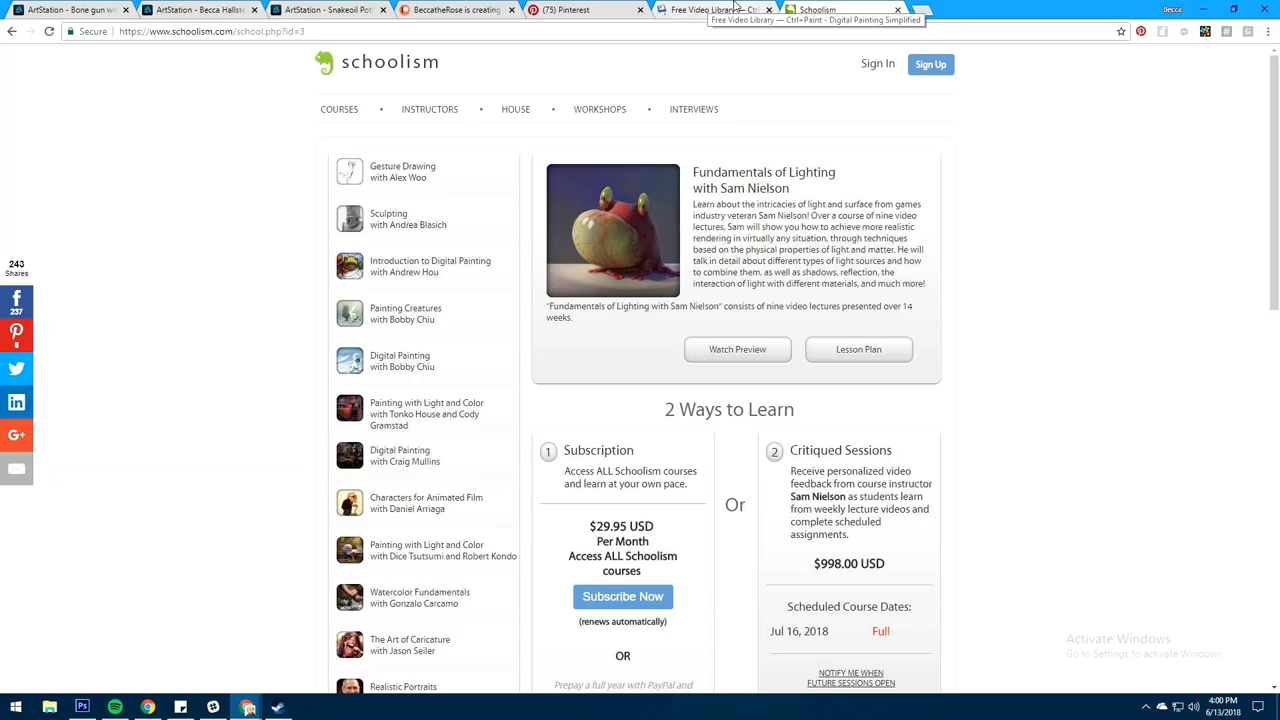 ArtStation - Bone gun wi
ArtStation - Becca Hallste
ArtStation - Snakeoil Poti
BeccatheRose is creating
(75) Pinterest
Free Video Library — Ctrl
Schoolism
Becca
Free Video Library — Ctrl+Paint - Digital Painting Simplified
Secure
https://www.schoolism.com/school.php?id=3
schoolism
Sign In
Sign Up
COURSES • INSTRUCTORS • HOUSE • WORKSHOPS • INTERVIEWS
243
Shares
237
6
Gesture Drawing
with Alex Woo
Sculpting
with Andrea Blasich
Introduction to Digital Painting
with Andrew Hou
Painting Creatures
with Bobby Chiu
Digital Painting
with Bobby Chiu
Painting with Light and Color
with Tonko House and Cody
Gramstad
Digital Painting
with Craig Mullins
Characters for Animated Film
with Daniel Arriaga
Painting with Light and Color
with Dice Tsutsumi and Robert Kondo
Watercolor Fundamentals
with Gonzalo Carcamo
The Art of Caricature
with Jason Seiler
Realistic Portraits
Fundamentals of Lighting
with Sam Nielson
Learn about the intricacies of light and surface from games
industry veteran Sam Nielson! Over a course of nine video
lectures, Sam will show you how to achieve more realistic
rendering in virtually any situation, through techniques
based on the physical properties of light and matter. He will
talk in detail about different types of light sources and how
to combine them, as well as shadows, reflection, the
interaction of light with different materials, and much more!
"Fundamentals of Lighting with Sam Nielson" consists of nine video lectures presented over 14
weeks.
Watch Preview
Lesson Plan
2 Ways to Learn
1 Subscription
Access ALL Schoolism courses
and learn at your own pace.
$29.95 USD
Per Month
Access ALL Schoolism
courses
Subscribe Now
(renews automatically)
OR
Prepay a full year with PayPal and
Or
2 Critiqued Sessions
Receive personalized video
feedback from course instructor
Sam Nielson as students learn
from weekly lecture videos and
complete scheduled
assignments.
$998.00 USD
Scheduled Course Dates:
Jul 16, 2018 Full
NOTIFY ME WHEN
FUTURE SESSIONS OPEN
Activate Windows
Go to Settings to activate Windows.
4:00 PM
6/13/2018